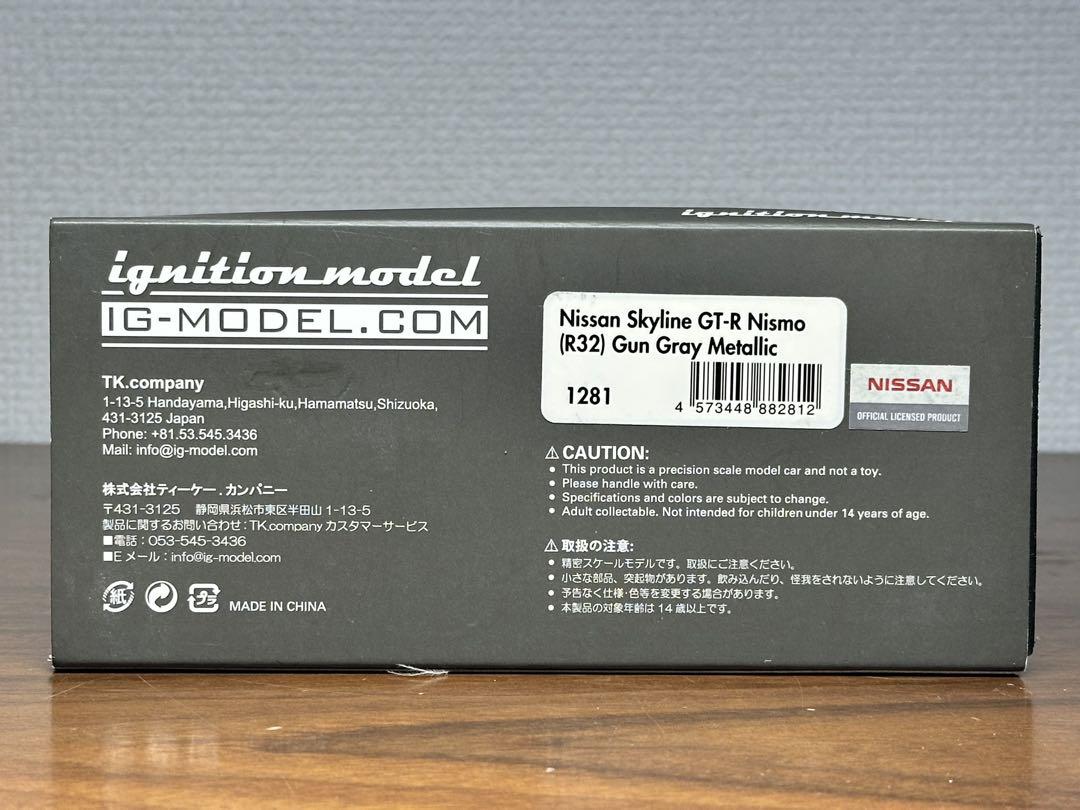 ignition model
ignition model
IG-MODEL.COM
TK.company
1-13-5 Handayama,Higashi-ku,Hamamatsu,Shizuoka,
431-3125 Japan
Phone: +81.53.545.3436
Mail: info@ig-model.com
株式会社ティーケー．カンパニー
〒431-3125 静岡県浜松市東区半田山 1-13-5
製品に関するお問い合わせ：TK.company カスタマーサービス
■電話：053-545-3436
■E メール：info@ig-model.com
紙
プラ
MADE IN CHINA
Nissan Skyline GT-R Nismo
(R32) Gun Gray Metallic
1281
4 573448 882812
NISSAN
OFFICIAL LICENSED PRODUCT
⚠ CAUTION:
● This product is a precision scale model car and not a toy.
● Please handle with care.
● Specifications and colors are subject to change.
● Adult collectable. Not intended for children under 14 years of age.
⚠ 取扱の注意:
● 精密スケールモデルです。取扱にご注意ください。
● 小さな部品、突起物があります。飲み込んだり、怪我をされないように注意してください。
● 予告なく仕様・色等を変更する場合があります。
● 本製品の対象年齢は 14 歳以上です。